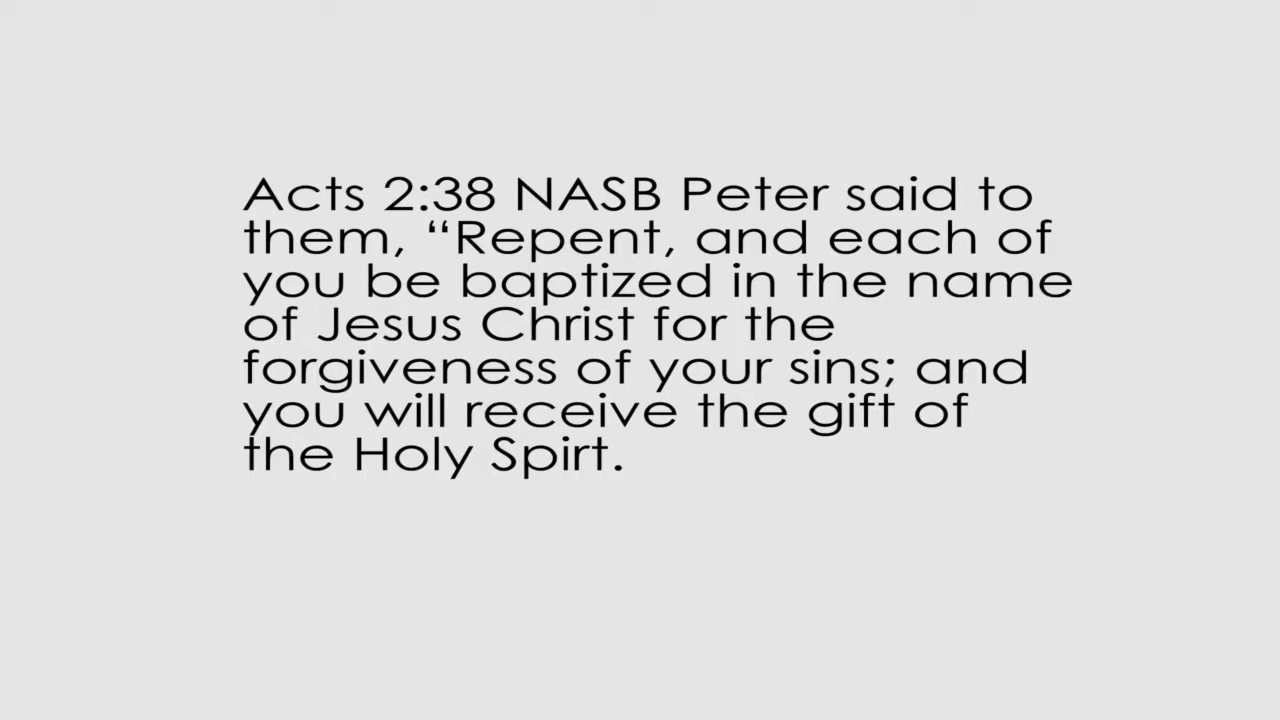 Acts 2:38 NASB Peter said to
them, “Repent, and each of
you be baptized in the name
of Jesus Christ for the
forgiveness of your sins; and
you will receive the gift of
the Holy Spirt.